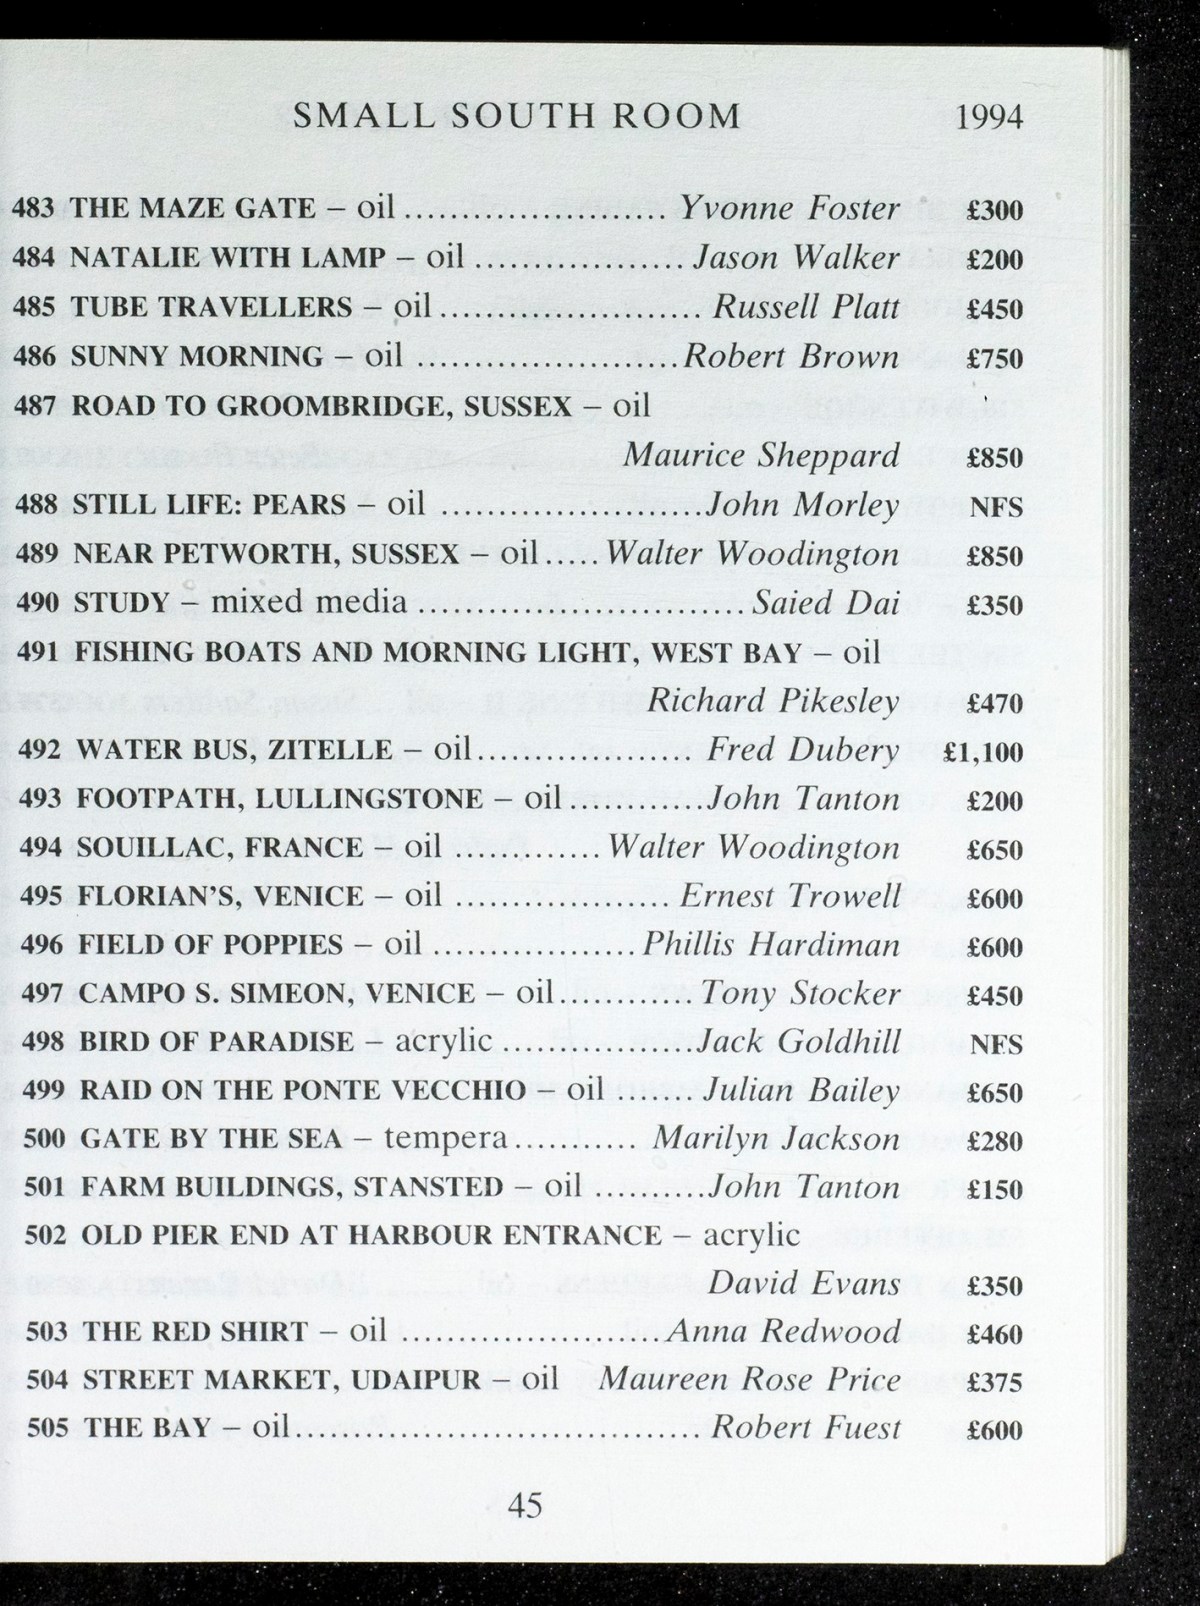 SMALL SOUTH ROOM 1994
483 THE MAZE GATE – oil ....................... Yvonne Foster £300
484 NATALIE WITH LAMP – oil .................. Jason Walker £200
485 TUBE TRAVELLERS – oil ....................... Russell Platt £450
486 SUNNY MORNING – oil ....................... Robert Brown £750
487 ROAD TO GROOMBRIDGE, SUSSEX – oil
Maurice Sheppard £850
488 STILL LIFE: PEARS – oil ....................... John Morley NFS
489 NEAR PETWORTH, SUSSEX – oil ..... Walter Woodington £850
490 STUDY – mixed media ............................ Saied Dai £350
491 FISHING BOATS AND MORNING LIGHT, WEST BAY – oil
Richard Pikesley £470
492 WATER BUS, ZITELLE – oil ................... Fred Dubery £1,100
493 FOOTPATH, LULLINGSTONE – oil ............ John Tanton £200
494 SOUILLAC, FRANCE – oil ............. Walter Woodington £650
495 FLORIAN'S, VENICE – oil ................... Ernest Trowell £600
496 FIELD OF POPPIES – oil .................. Phillis Hardiman £600
497 CAMPO S. SIMEON, VENICE – oil ............ Tony Stocker £450
498 BIRD OF PARADISE – acrylic .................. Jack Goldhill NFS
499 RAID ON THE PONTE VECCHIO – oil ....... Julian Bailey £650
500 GATE BY THE SEA – tempera ............ Marilyn Jackson £280
501 FARM BUILDINGS, STANSTED – oil .......... John Tanton £150
502 OLD PIER END AT HARBOUR ENTRANCE – acrylic
David Evans £350
503 THE RED SHIRT – oil ....................... Anna Redwood £460
504 STREET MARKET, UDAIPUR – oil Maureen Rose Price £375
505 THE BAY – oil ................................... Robert Fuest £600
45